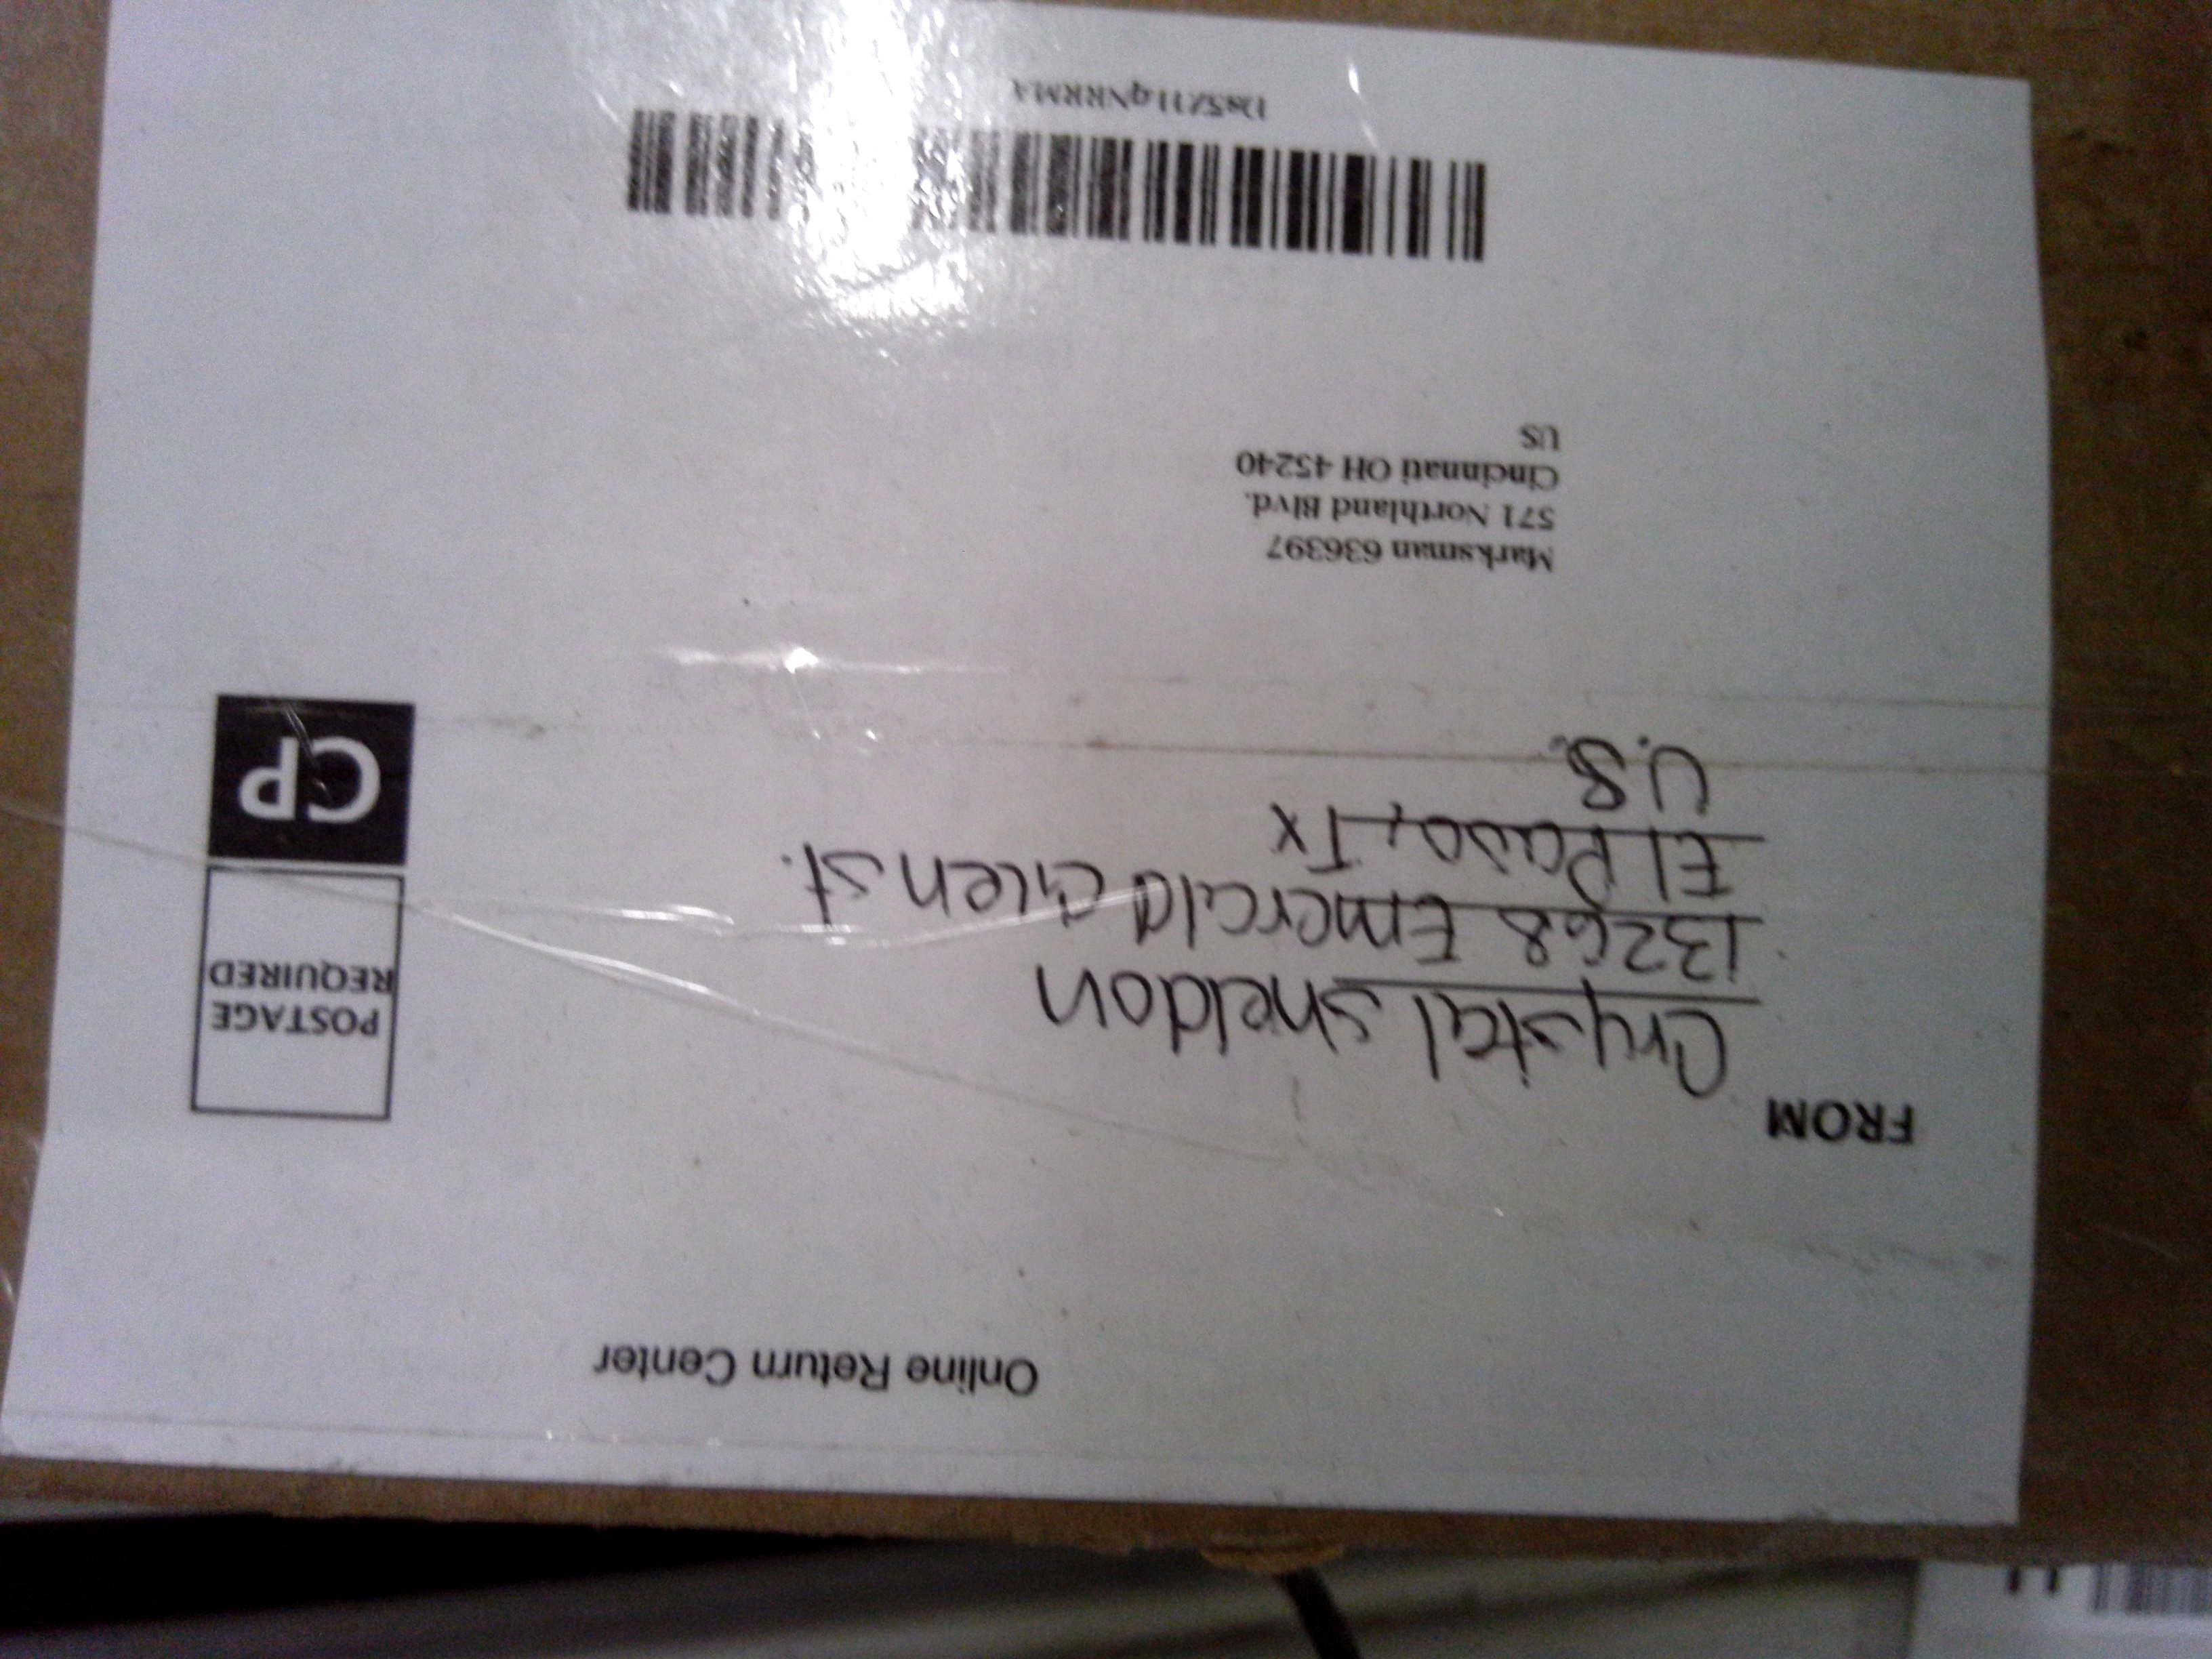 Online Return Center
FROM
Crystal Sheldon
13268 Emerald Glen st.
El Paso, Tx
U.S.
POSTAGE
REQUIRED
CP
Marksman 636397
571 Northland Blvd.
Cincinnati OH 45240
US